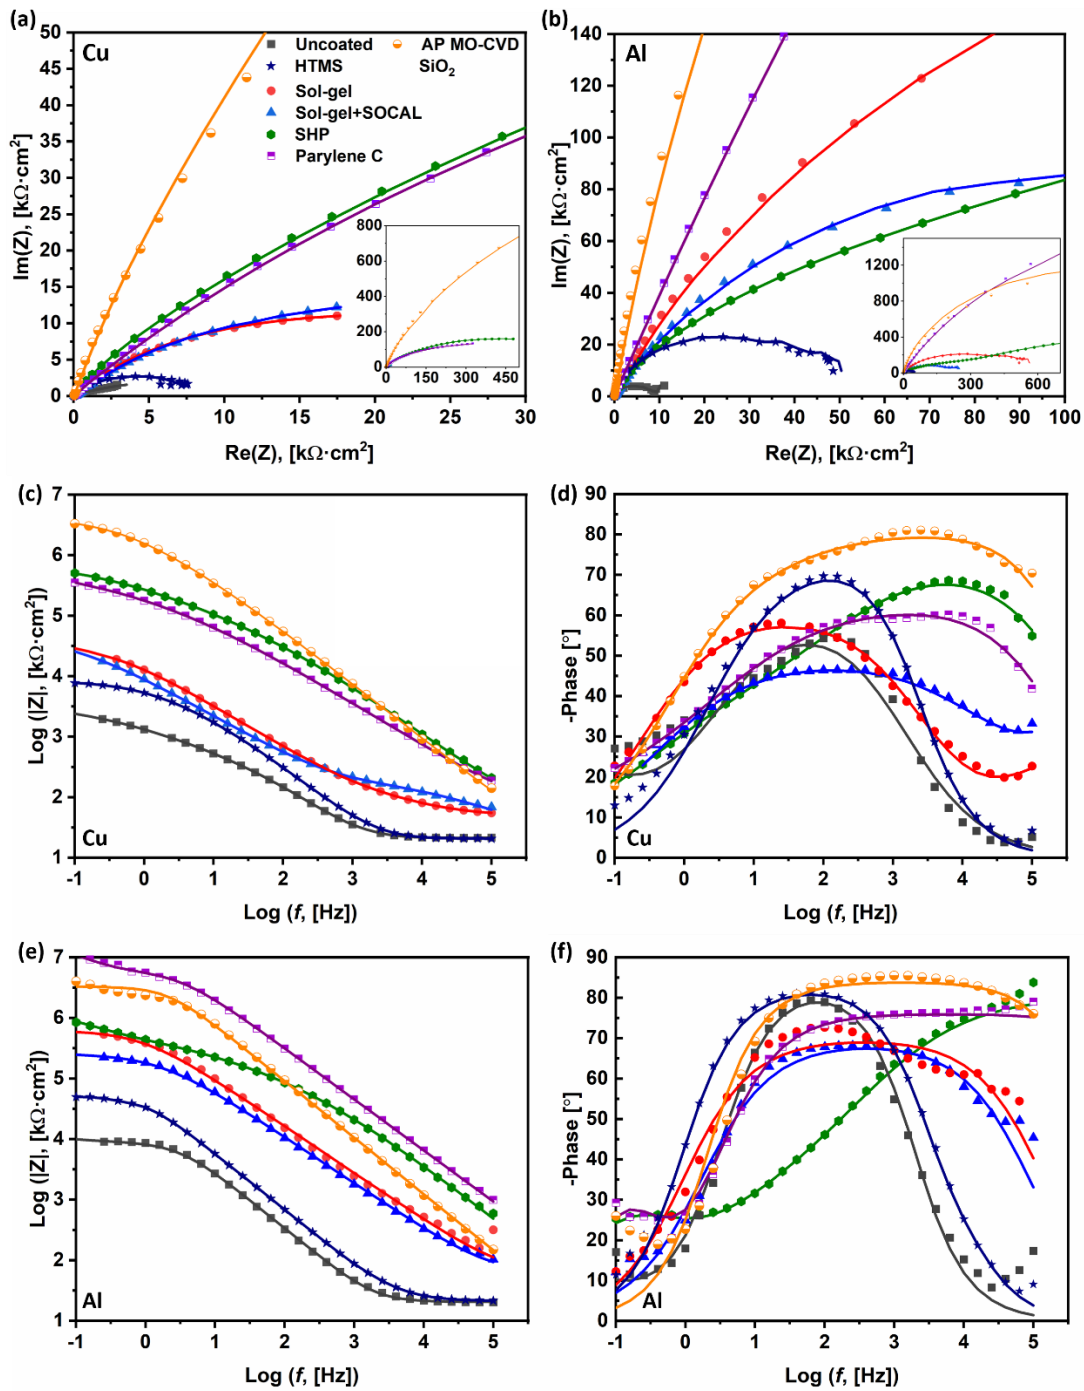 (a)
50
45
40
35
30
25
20
15
10
5
0
Im(Z), [kΩ·cm²]
Cu
Uncoated
HTMS
Sol-gel
Sol-gel+SOCAL
SHP
Parylene C
AP MO-CVD
SiO₂
800
600
400
200
0
0 150 300 450
0 5 10 15 20 25 30
Re(Z), [kΩ·cm²]
(b)
140
120
100
80
60
40
20
0
Im(Z), [kΩ·cm²]
Al
1200
800
400
0
0 200 400 600
0 10 20 30 40 50 60 70 80 90 100
Re(Z), [kΩ·cm²]
(c)
7
6
5
4
3
2
1
Log (|Z|, [kΩ·cm²])
Cu
-1 0 1 2 3 4 5
Log (f, [Hz])
(d)
90
80
70
60
50
40
30
20
10
0
-Phase [°]
Cu
-1 0 1 2 3 4 5
Log (f, [Hz])
(e)
7
6
5
4
3
2
1
Log (|Z|, [kΩ·cm²])
Al
-1 0 1 2 3 4 5
Log (f, [Hz])
(f)
90
80
70
60
50
40
30
20
10
0
-Phase [°]
Al
-1 0 1 2 3 4 5
Log (f, [Hz])